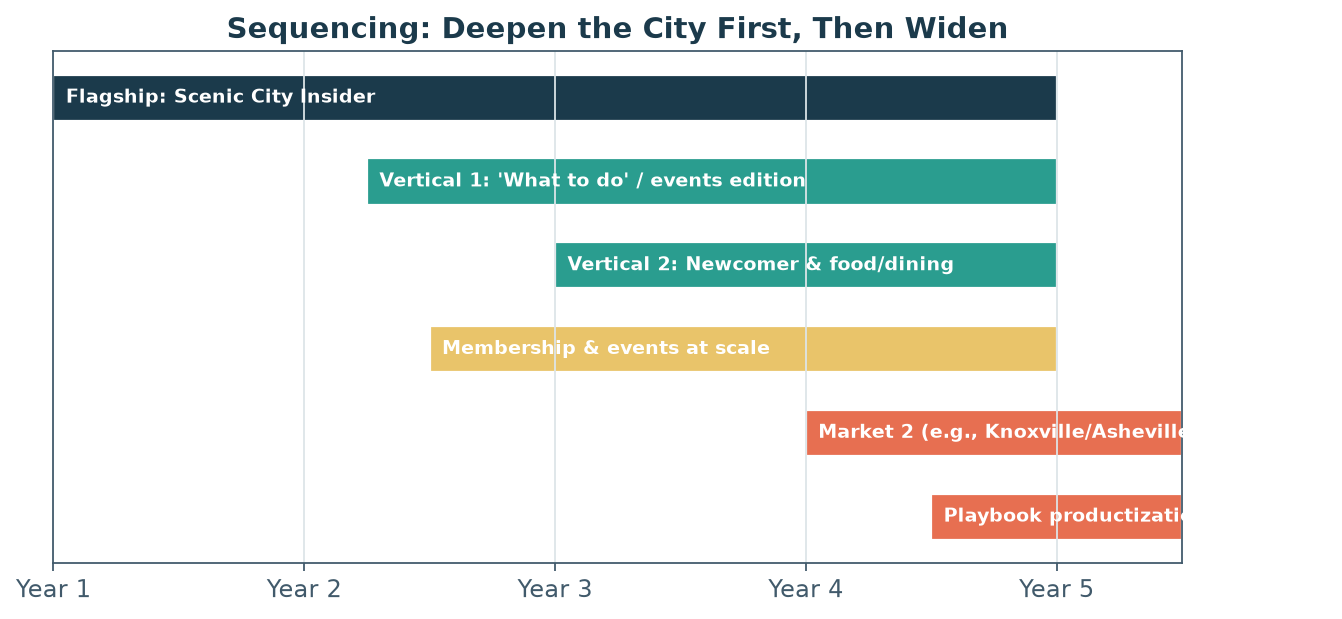 Sequencing: Deepen the City First, Then Widen
Flagship: Scenic City Insider
Vertical 1: 'What to do' / events edition
Vertical 2: Newcomer & food/dining
Membership & events at scale
Market 2 (e.g., Knoxville/Asheville
Playbook
Year 1 Year 2 Year 3 Year 4 Year 5